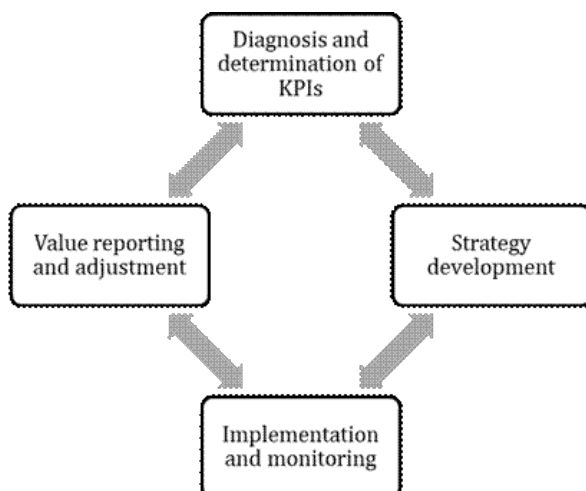 Diagnosis and
determination of
KPIs
Value reporting
and adjustment
Strategy
development
Implementation
and monitoring